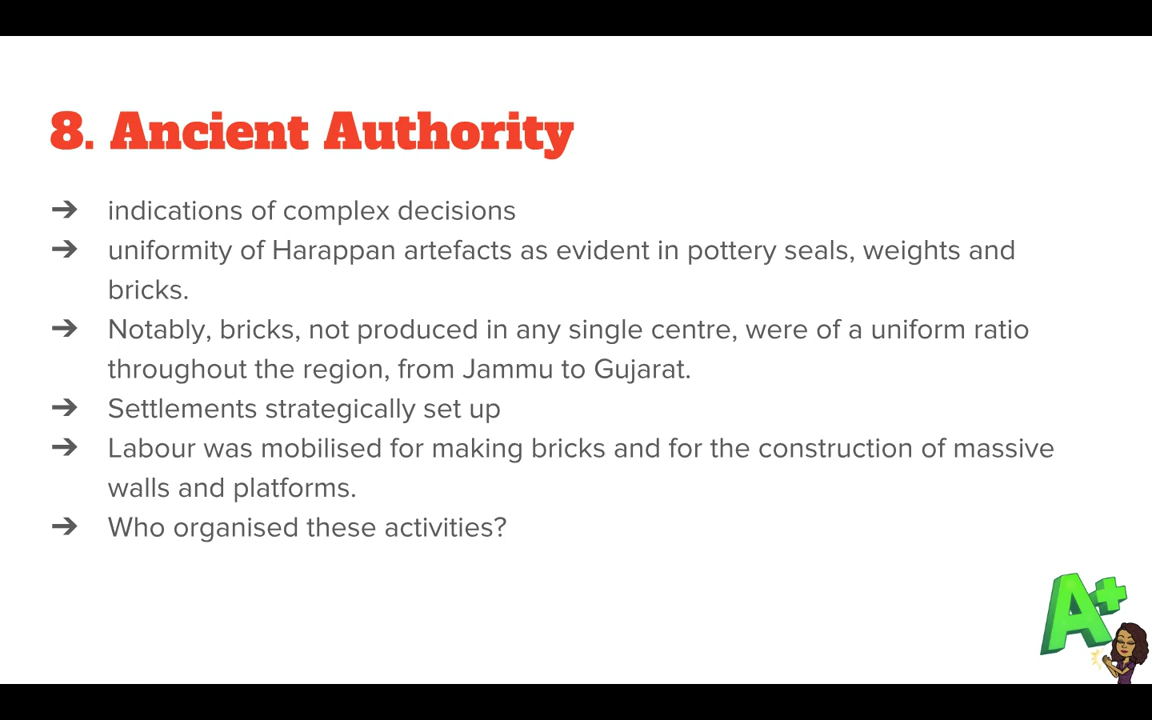 8. Ancient Authority
➔ indications of complex decisions
➔ uniformity of Harappan artefacts as evident in pottery seals, weights and
bricks.
➔ Notably, bricks, not produced in any single centre, were of a uniform ratio
throughout the region, from Jammu to Gujarat.
➔ Settlements strategically set up
➔ Labour was mobilised for making bricks and for the construction of massive
walls and platforms.
➔ Who organised these activities?
A+